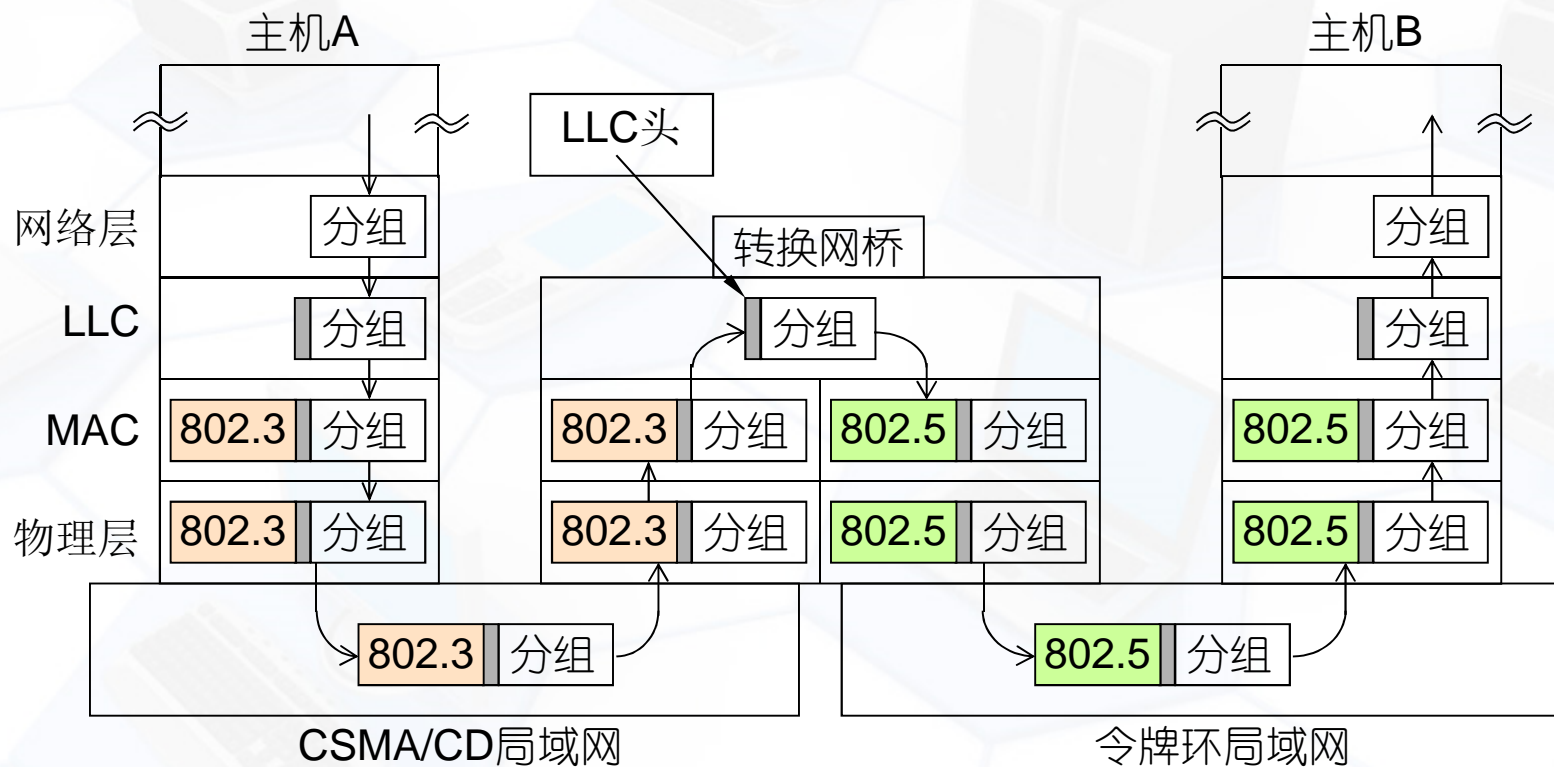 主机A
主机B
LLC头
网络层
分组
转换网桥
分组
LLC
分组
分组
分组
MAC
802.3 分组
802.3 分组
802.5 分组
802.5 分组
物理层
802.3 分组
802.3 分组
802.5 分组
802.5 分组
802.3 分组
802.5 分组
CSMA/CD局域网
令牌环局域网